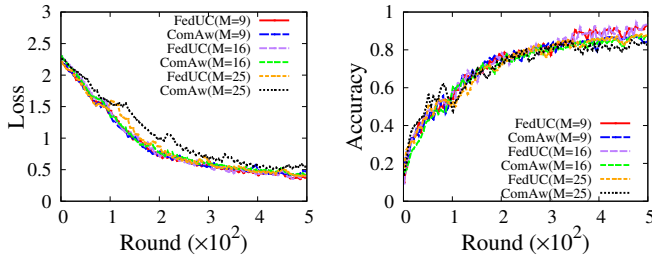 3
2.5
2
1.5
1
0.5
0
0 1 2 3 4 5
Loss
Round (×10²)
FedUC(M=9)
ComAw(M=9)
FedUC(M=16)
ComAw(M=16)
FedUC(M=25)
ComAw(M=25)
1
0.8
0.6
0.4
0.2
0
0 1 2 3 4 5
Accuracy
Round (×10²)
FedUC(M=9)
ComAw(M=9)
FedUC(M=16)
ComAw(M=16)
FedUC(M=25)
ComAw(M=25)